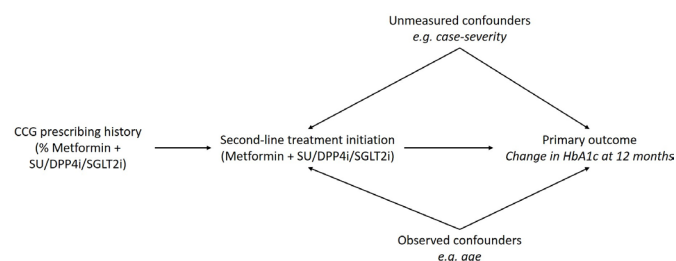 Unmeasured confounders
e.g. case-severity
CCG prescribing history
(% Metformin +
SU/DPP4i/SGLT2i)
Second-line treatment initiation
(Metformin + SU/DPP4i/SGLT2i)
Primary outcome
Change in HbA1c at 12 months
Observed confounders
e.g. age